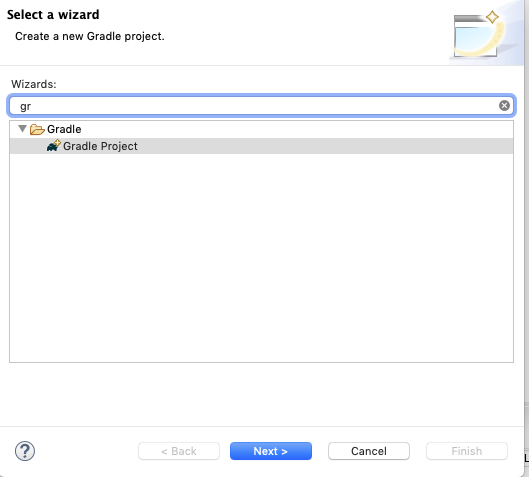 Select a wizard
Create a new Gradle project.
Wizards:
gr
Gradle
Gradle Project
?
< Back
Next >
Cancel
Finish
L